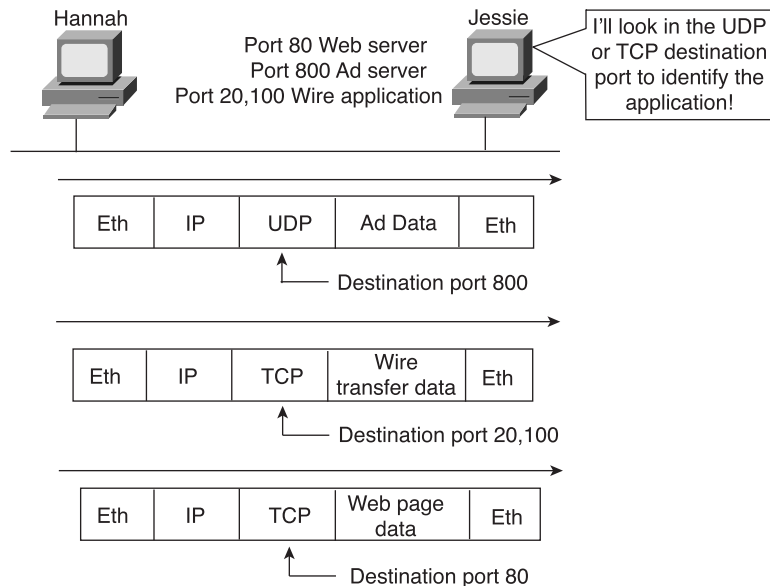 Hannah
Jessie
Port 80 Web server
Port 800 Ad server
Port 20,100 Wire application
I'll look in the UDP
or TCP destination
port to identify the
application!
Eth IP UDP Ad Data Eth
Destination port 800
Eth IP TCP Wire transfer data Eth
Destination port 20,100
Eth IP TCP Web page data Eth
Destination port 80